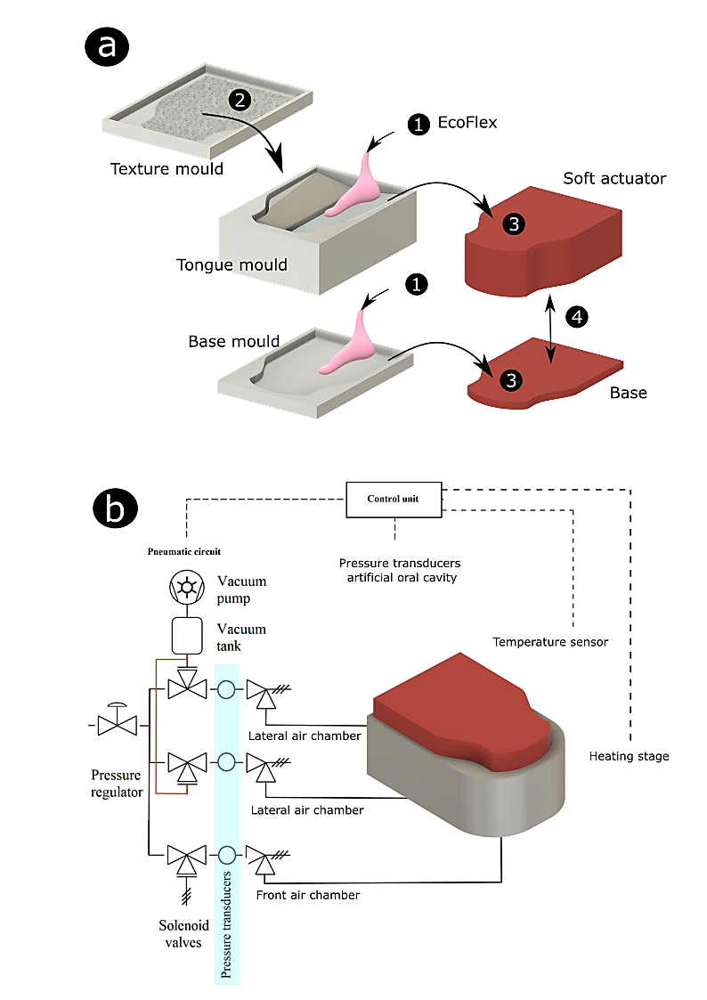 a
2
1 EcoFlex
Texture mould
Soft actuator
3
Tongue mould
1
4
Base mould
3
Base
b
Control unit
Pneumatic circuit
Pressure transducers
artificial oral cavity
Vacuum
pump
Vacuum
tank
Temperature sensor
Lateral air chamber
Heating stage
Pressure
regulator
Lateral air chamber
Front air chamber
Solenoid
valves
Pressure transducers